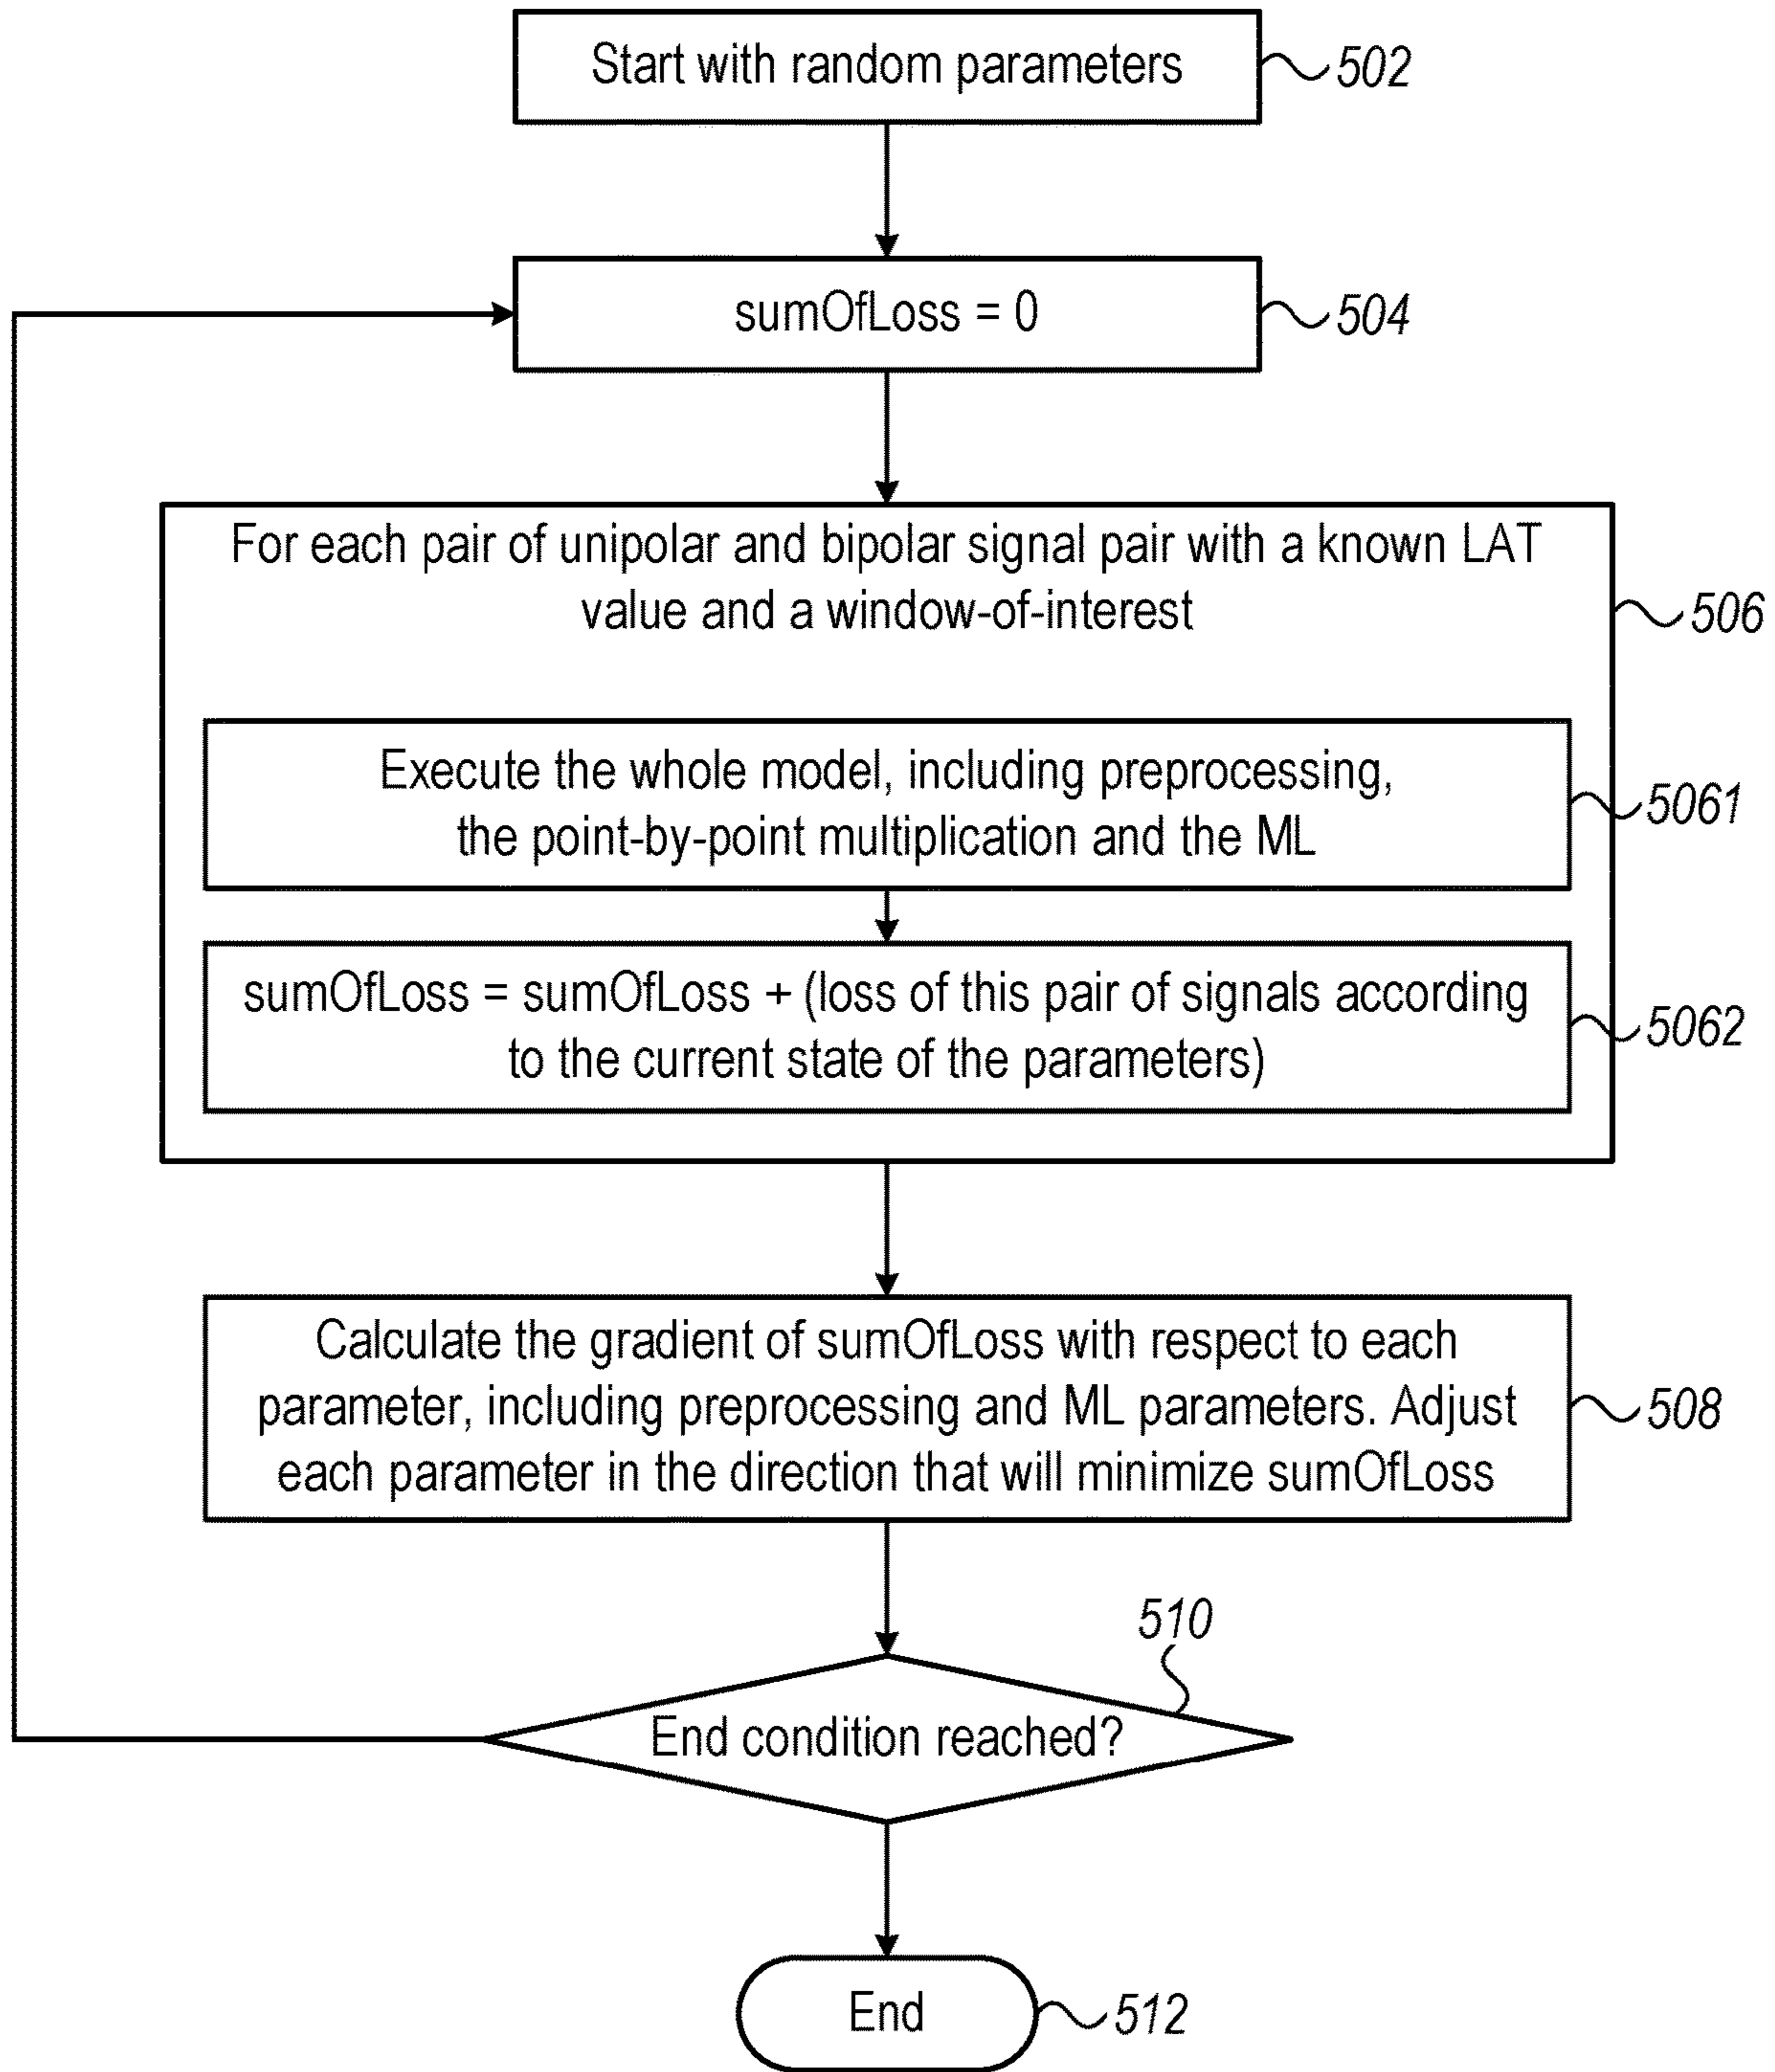 Start with random parameters
502
sumOfLoss = 0
504
For each pair of unipolar and bipolar signal pair with a known LAT
value and a window-of-interest
506
Execute the whole model, including preprocessing,
the point-by-point multiplication and the ML
5061
sumOfLoss = sumOfLoss + (loss of this pair of signals according
to the current state of the parameters)
5062
Calculate the gradient of sumOfLoss with respect to each
parameter, including preprocessing and ML parameters. Adjust
each parameter in the direction that will minimize sumOfLoss
508
510
End condition reached?
End
512